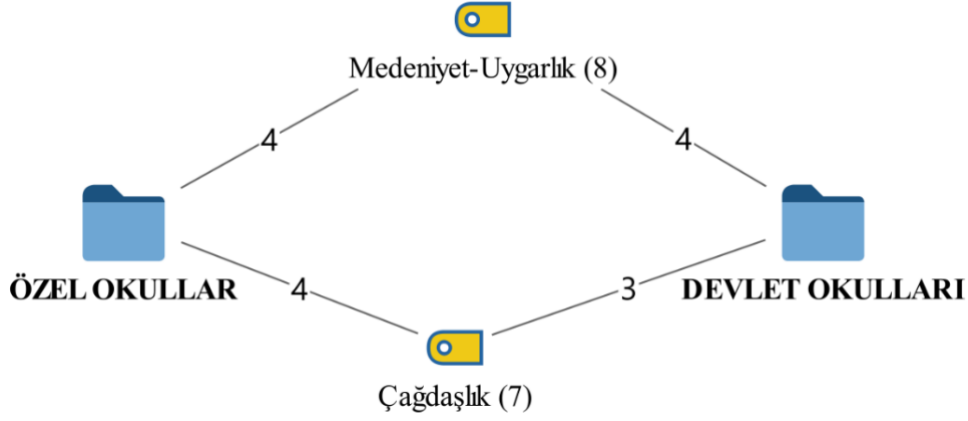 Medeniyet-Uygarlık (8)
4
4
ÖZEL OKULLAR
DEVLET OKULLARI
4
3
Çağdaşlık (7)